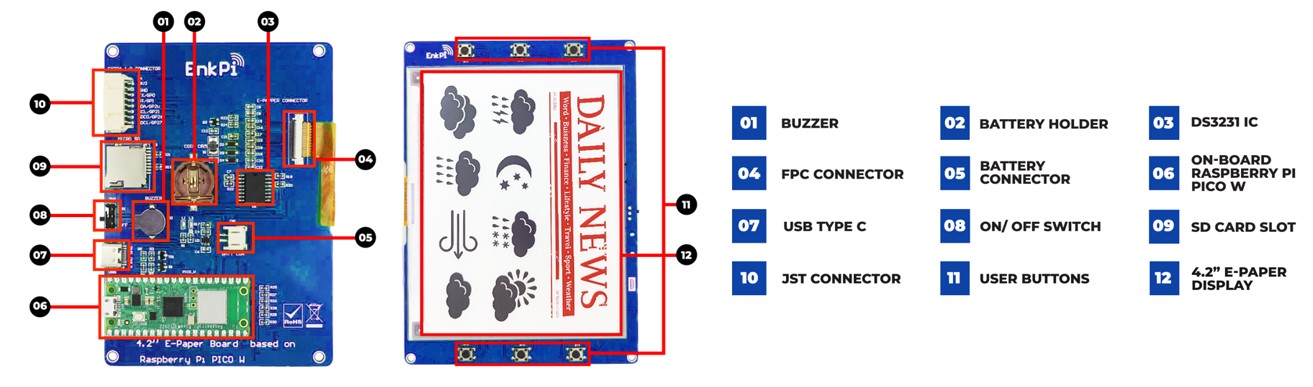 01
02
03
EnkPi
E-PAPER CONNECTOR
10
MICRO SD
09
04
08
BUZZER
07
05
06
RoHS
4.2" E-Paper Board based on
Raspberry Pi PICO W
EnkPi
DAILY NEWS
Word • Buisness • Finance • Lifestyle • Travel • Sport • Weather
11
12
01 BUZZER
02 BATTERY HOLDER
03 DS3231 IC
04 FPC CONNECTOR
05 BATTERY
CONNECTOR
06 ON-BOARD
RASPBERRY PI
PICO W
07 USB TYPE C
08 ON/ OFF SWITCH
09 SD CARD SLOT
10 JST CONNECTOR
11 USER BUTTONS
12 4.2” E-PAPER
DISPLAY